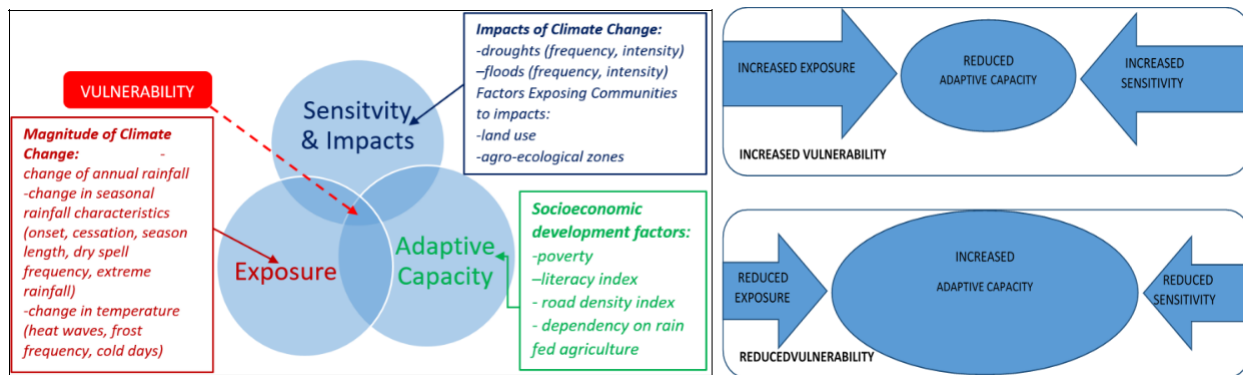 VULNERABILITY
Magnitude of Climate
Change: -
change of annual rainfall
-change in seasonal
rainfall characteristics
(onset, cessation, season
length, dry spell
frequency, extreme
rainfall)
-change in temperature
(heat waves, frost
frequency, cold days)
Sensitvity
& Impacts
Exposure
Adaptive
Capacity
Impacts of Climate Change:
-droughts (frequency, intensity)
–floods (frequency, intensity)
Factors Exposing Communities
to impacts:
-land use
-agro-ecological zones
Socioeconomic
development factors:
-poverty
–literacy index
- road density index
- dependency on rain
fed agriculture
INCREASED EXPOSURE
REDUCED
ADAPTIVE CAPACITY
INCREASED
SENSITIVITY
INCREASED VULNERABILITY
REDUCED
EXPOSURE
INCREASED
ADAPTIVE CAPACITY
REDUCED
SENSITIVITY
REDUCEDVULNERABILITY